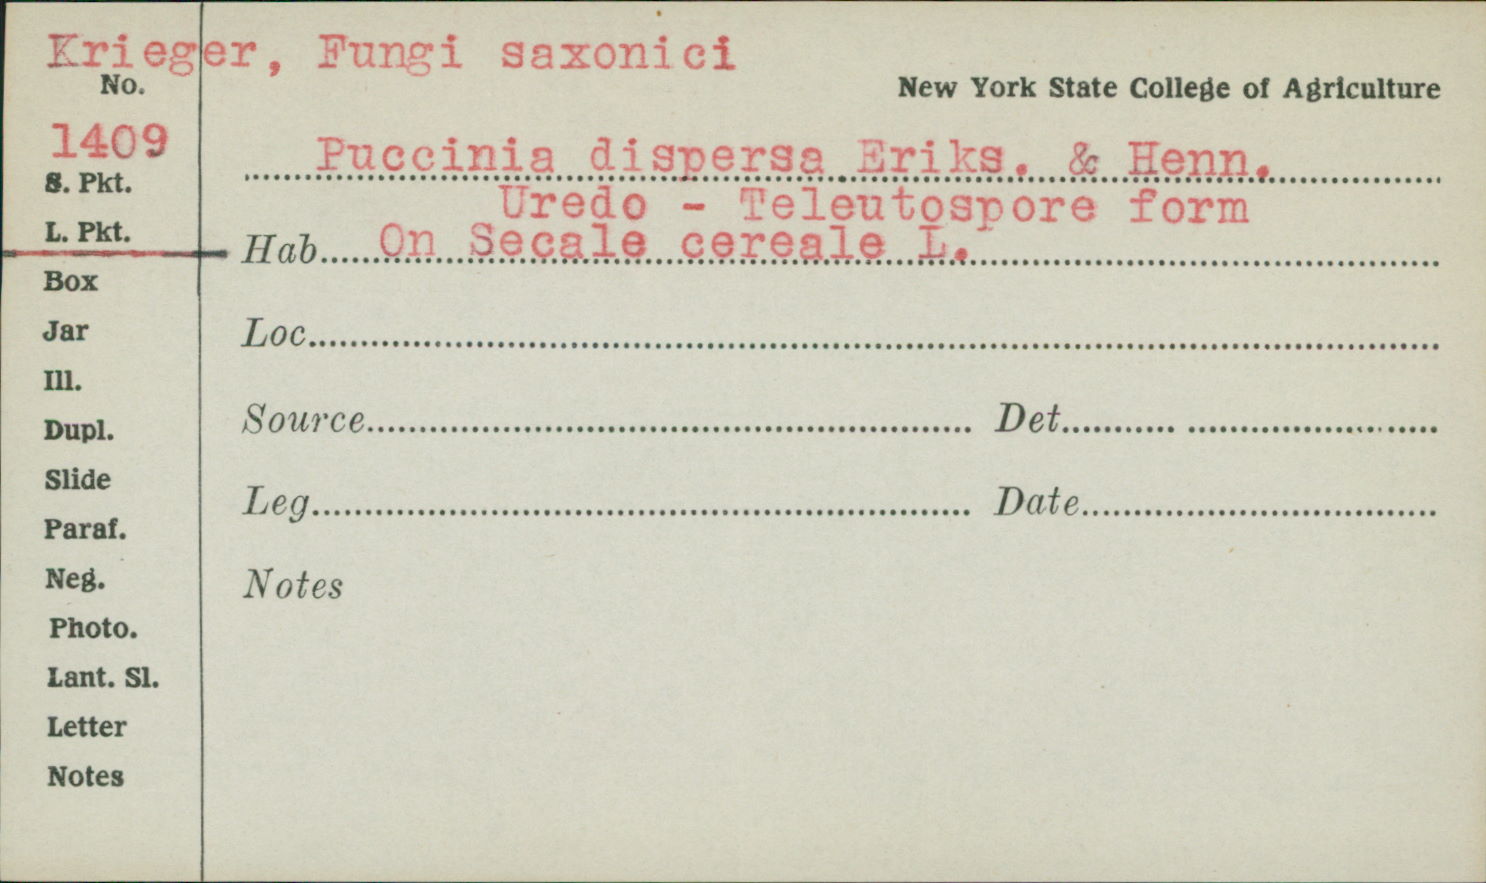 Krieger, Fungi saxonici
No.
New York State College of Agriculture
1409
Puccinia dispersa Eriks. & Henn.
S. Pkt.
Uredo - Teleutospore form
L. Pkt.
Hab. On Secale cereale L.
Box
Jar
Loc.
Ill.
Dupl.
Source Det.
Slide
Leg. Date
Paraf.
Neg.
Notes
Photo.
Lant. Sl.
Letter
Notes